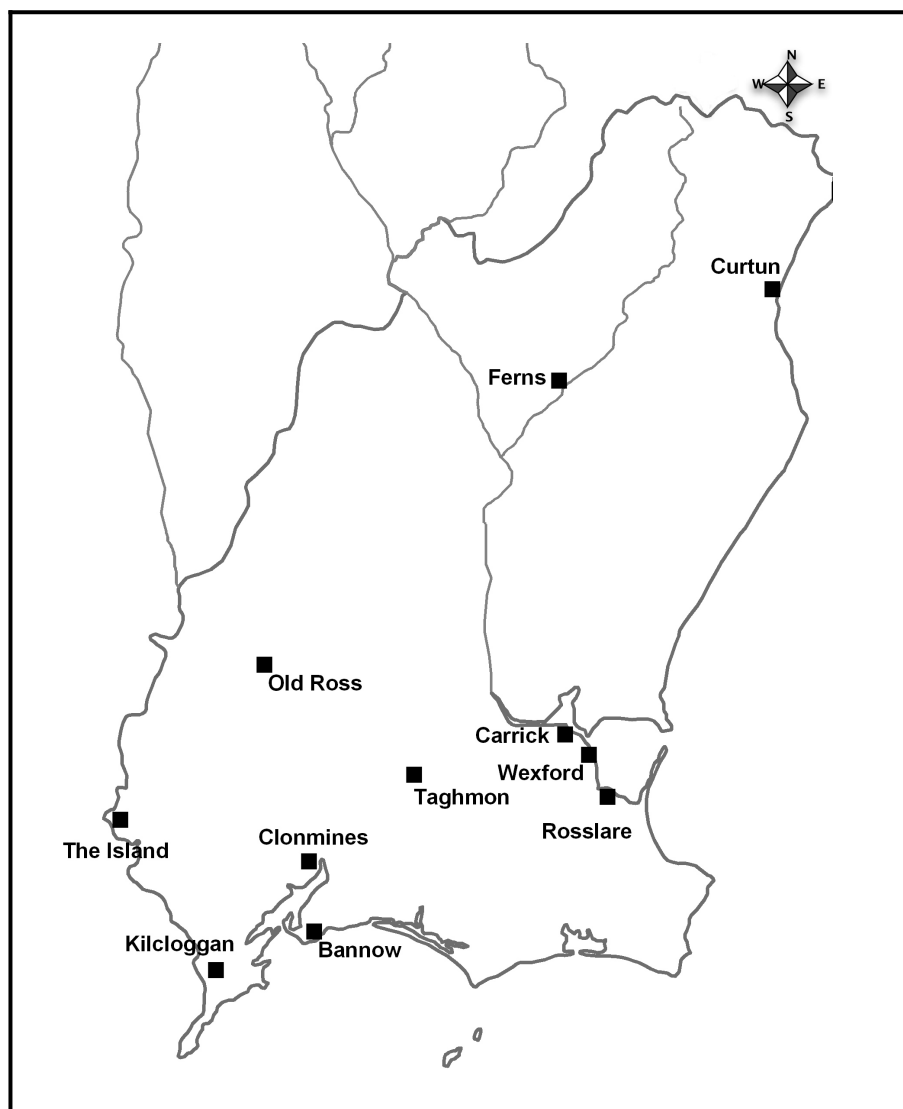 N
W E
S
Curtun
Ferns
Old Ross
Carrick
Wexford
Taghmon
Rosslare
The Island
Clonmines
Kilcloggan
Bannow